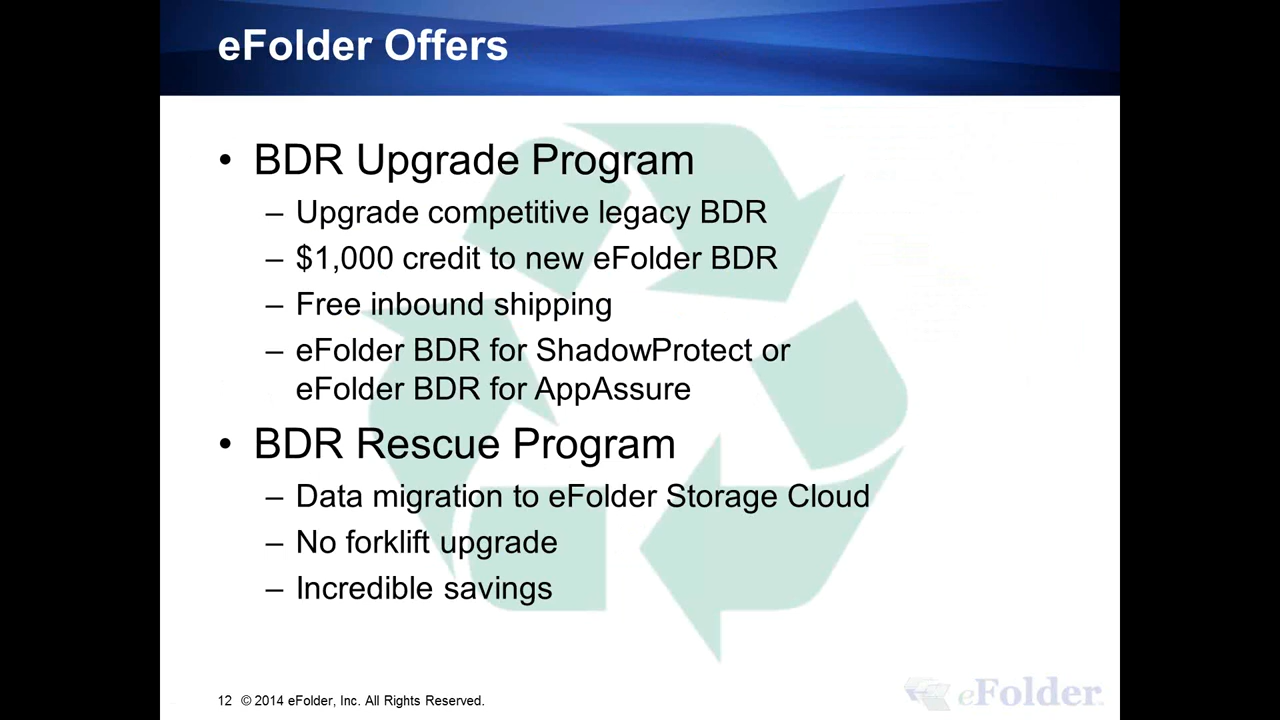 eFolder Offers
• BDR Upgrade Program
– Upgrade competitive legacy BDR
– $1,000 credit to new eFolder BDR
– Free inbound shipping
– eFolder BDR for ShadowProtect or
eFolder BDR for AppAssure
• BDR Rescue Program
– Data migration to eFolder Storage Cloud
– No forklift upgrade
– Incredible savings
12 © 2014 eFolder, Inc. All Rights Reserved.
eFolder